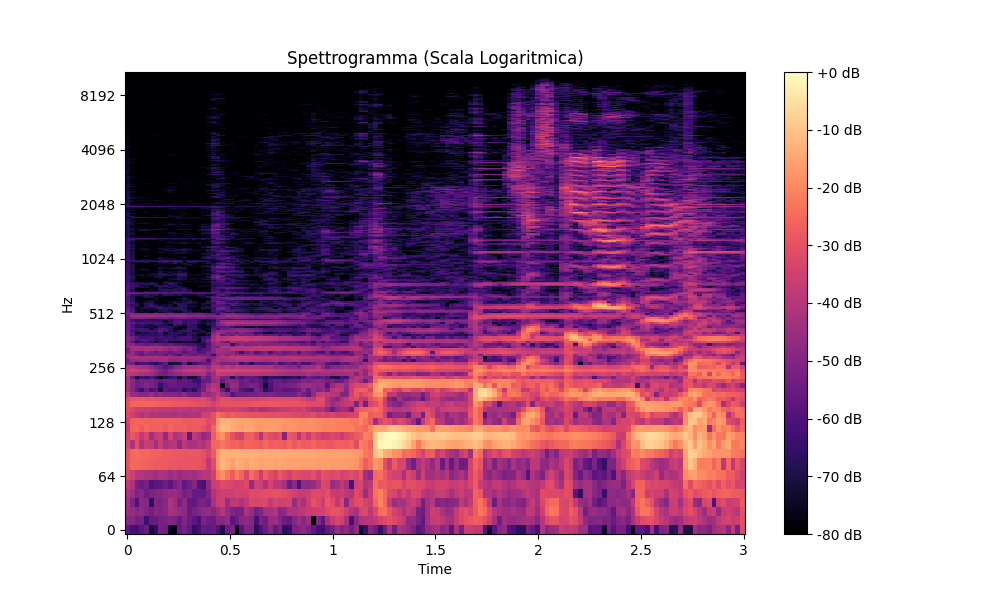 Spettrogramma (Scala Logaritmica)
8192
4096
2048
1024
512
256
128
64
0
Hz
0
0.5
1
1.5
2
2.5
3
Time
+0 dB
-10 dB
-20 dB
-30 dB
-40 dB
-50 dB
-60 dB
-70 dB
-80 dB